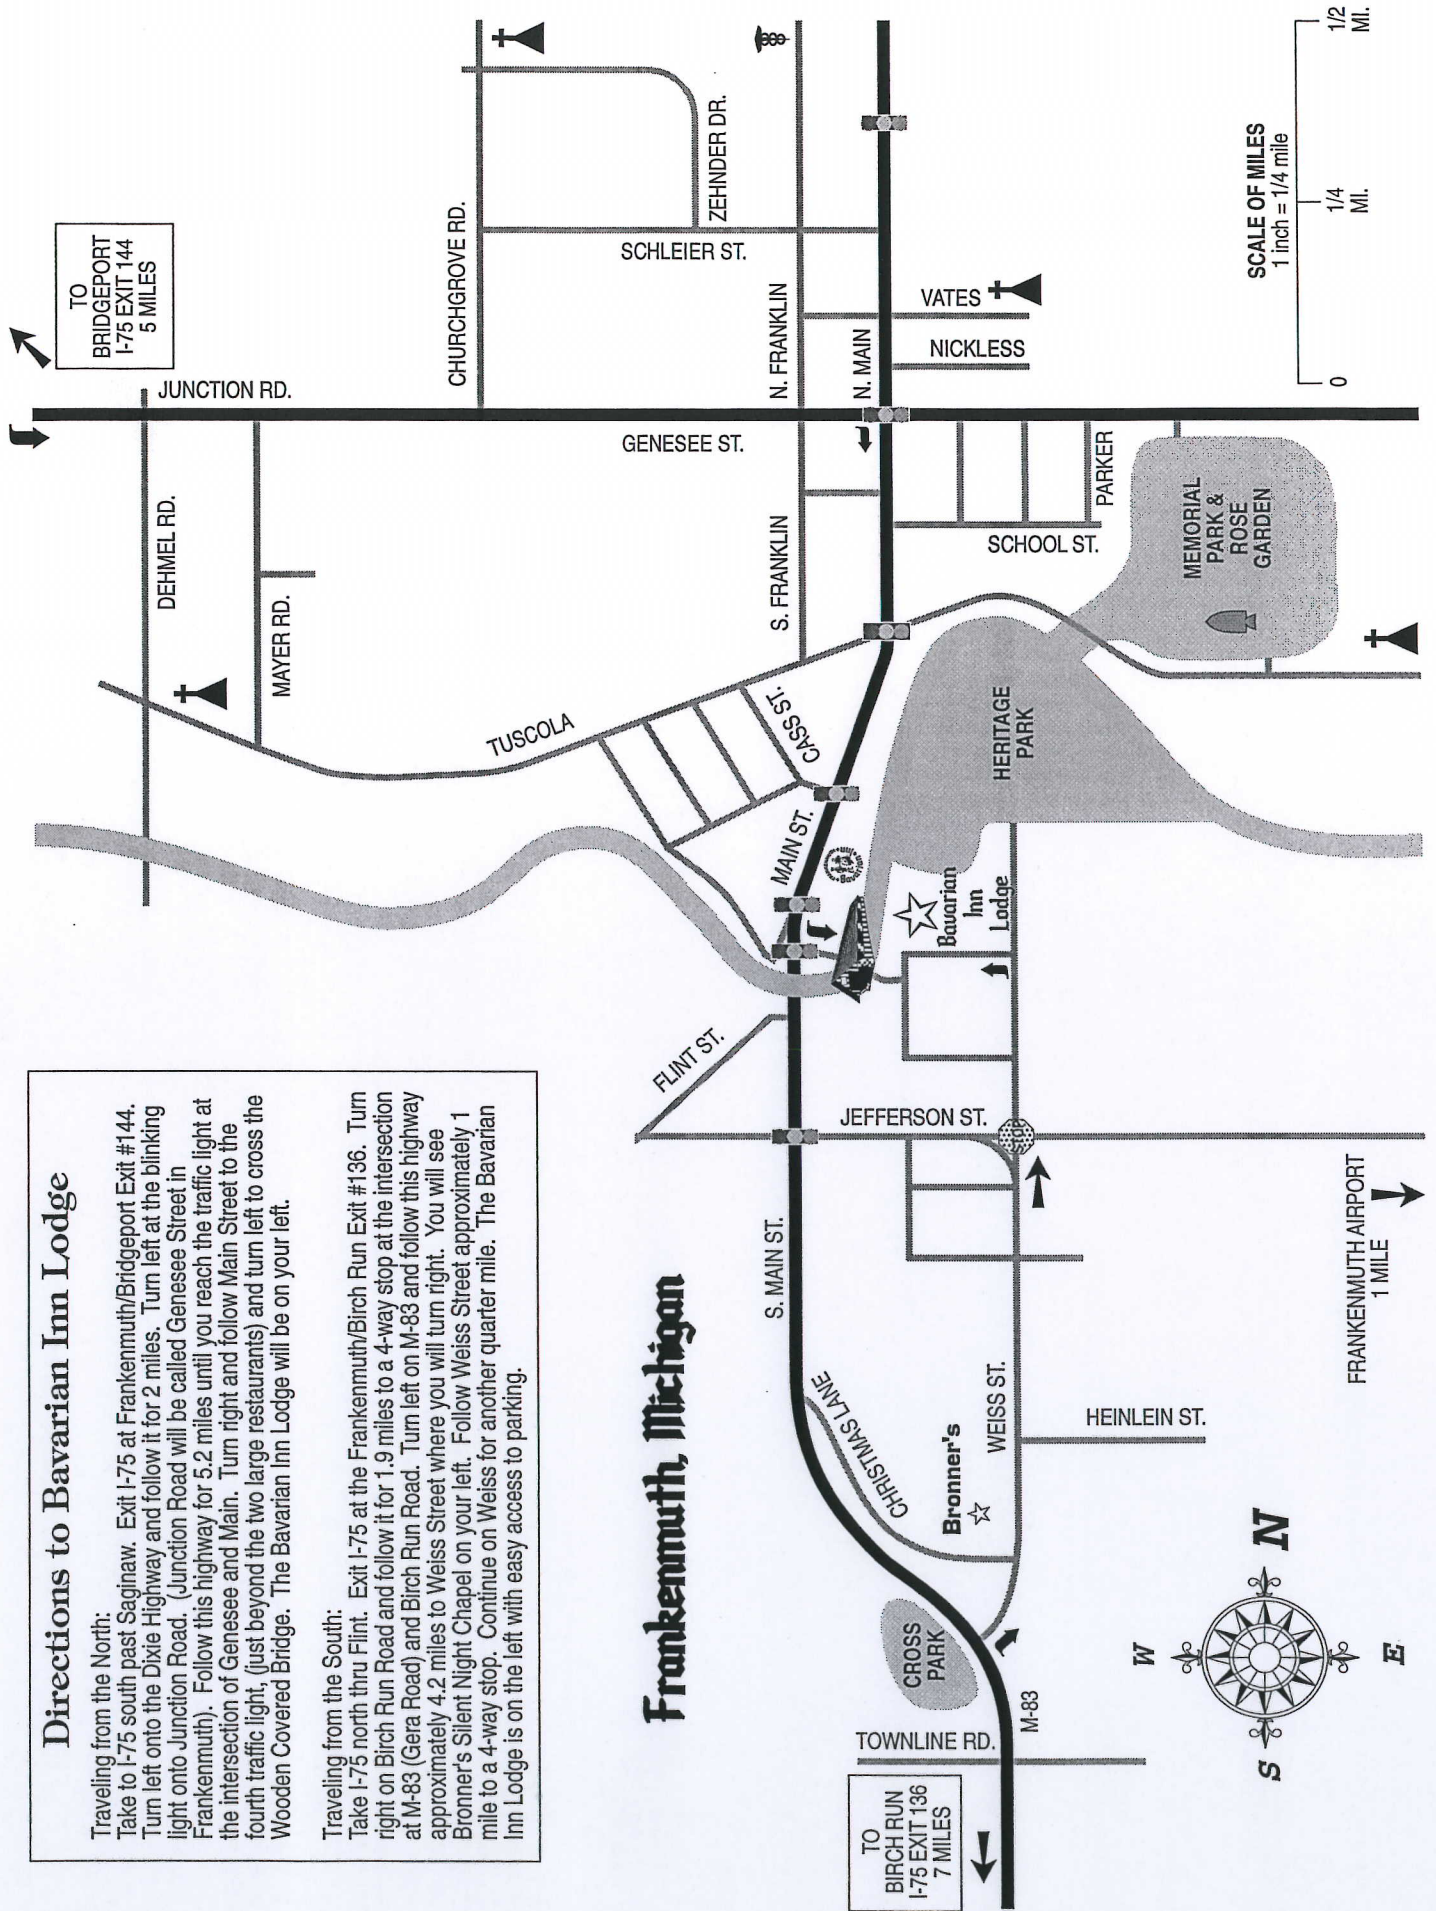 Directions to Bavarian Inn Lodge
Traveling from the North:
Take to I-75 south past Saginaw. Exit I-75 at Frankenmuth/Bridgeport Exit #144.
Turn left onto the Dixie Highway and follow it for 2 miles. Turn left at the blinking
light onto Junction Road. (Junction Road will be called Genesee Street in
Frankenmuth). Follow this highway for 5.2 miles until you reach the traffic light at
the intersection of Genesee and Main. Turn right and follow Main Street to the
fourth traffic light, (just beyond the two large restaurants) and turn left to cross the
Wooden Covered Bridge. The Bavarian Inn Lodge will be on your left.
Traveling from the South:
Take I-75 north thru Flint. Exit I-75 at the Frankenmuth/Birch Run Exit #136. Turn
right on Birch Run Road and follow it for 1.9 miles to a 4-way stop at the intersection
at M-83 (Gera Road) and Birch Run Road. Turn left on M-83 and follow this highway
approximately 4.2 miles to Weiss Street where you will turn right. You will see
Bronner's Silent Night Chapel on your left. Follow Weiss Street approximately 1
mile to a 4-way stop. Continue on Weiss for another quarter mile. The Bavarian
Inn Lodge is on the left with easy access to parking.
Frankenmuth, Michigan
TO
BRIDGEPORT
I-75 EXIT 144
5 MILES
JUNCTION RD.
DEHMEL RD.
MAYER RD.
TUSCOLA
CHURCHGROVE RD.
GENESEE ST.
SCHLEIER ST.
ZEHNDER DR.
N. FRANKLIN
S. FRANKLIN
N. MAIN
CASS ST.
MAIN ST.
Bavarian Inn
FLINT ST.
JEFFERSON ST.
S. MAIN ST.
VATES
NICKLESS
PARKER
SCHOOL ST.
MEMORIAL
PARK &
ROSE
GARDEN
HERITAGE
PARK
Bavarian
Inn
Lodge
STOP
CHRISTMAS LANE
Bronner's
WEISS ST.
HEINLEIN ST.
CROSS
PARK
TOWNLINE RD.
M-83
TO
BIRCH RUN
I-75 EXIT 136
7 MILES
FRANKENMUTH AIRPORT
1 MILE
W
N
S
E
SCALE OF MILES
1 inch = 1/4 mile
0
1/4
MI.
1/2
MI.